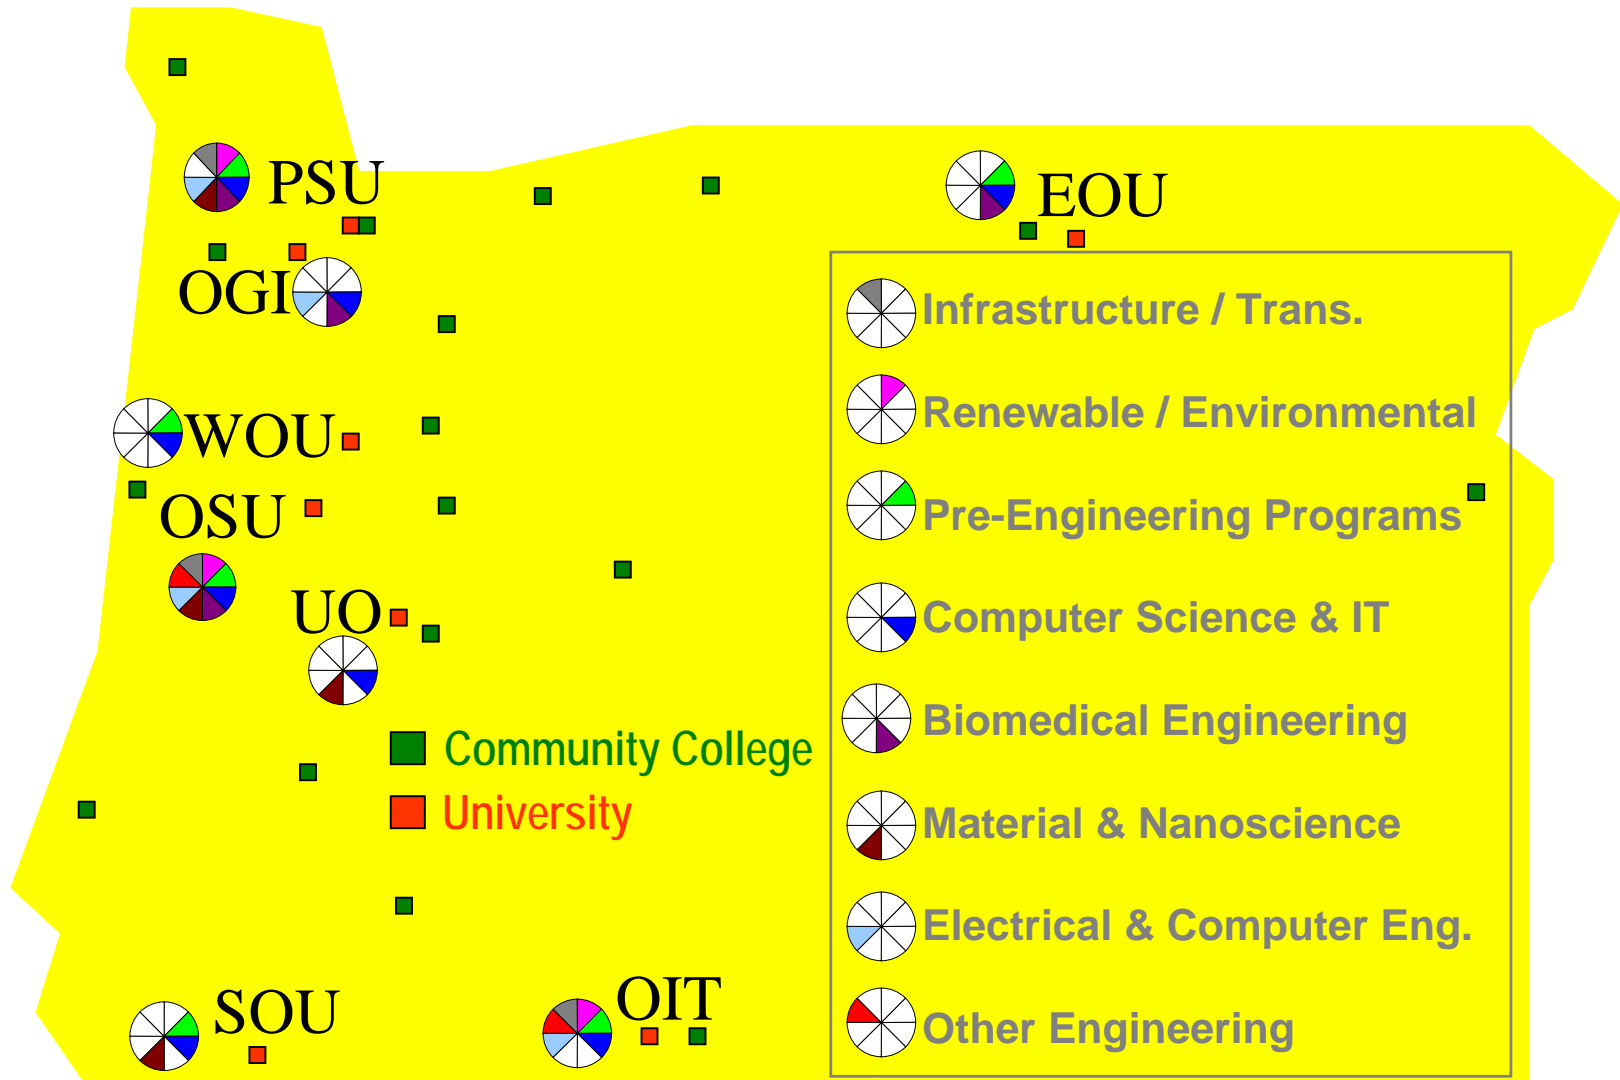 PSU
EOU
OGI
Infrastructure / Trans.
Renewable / Environmental
WOU
OSU
Pre-Engineering Programs
UO
Computer Science & IT
Biomedical Engineering
Community College
University
Material & Nanoscience
Electrical & Computer Eng.
SOU
OIT
Other Engineering